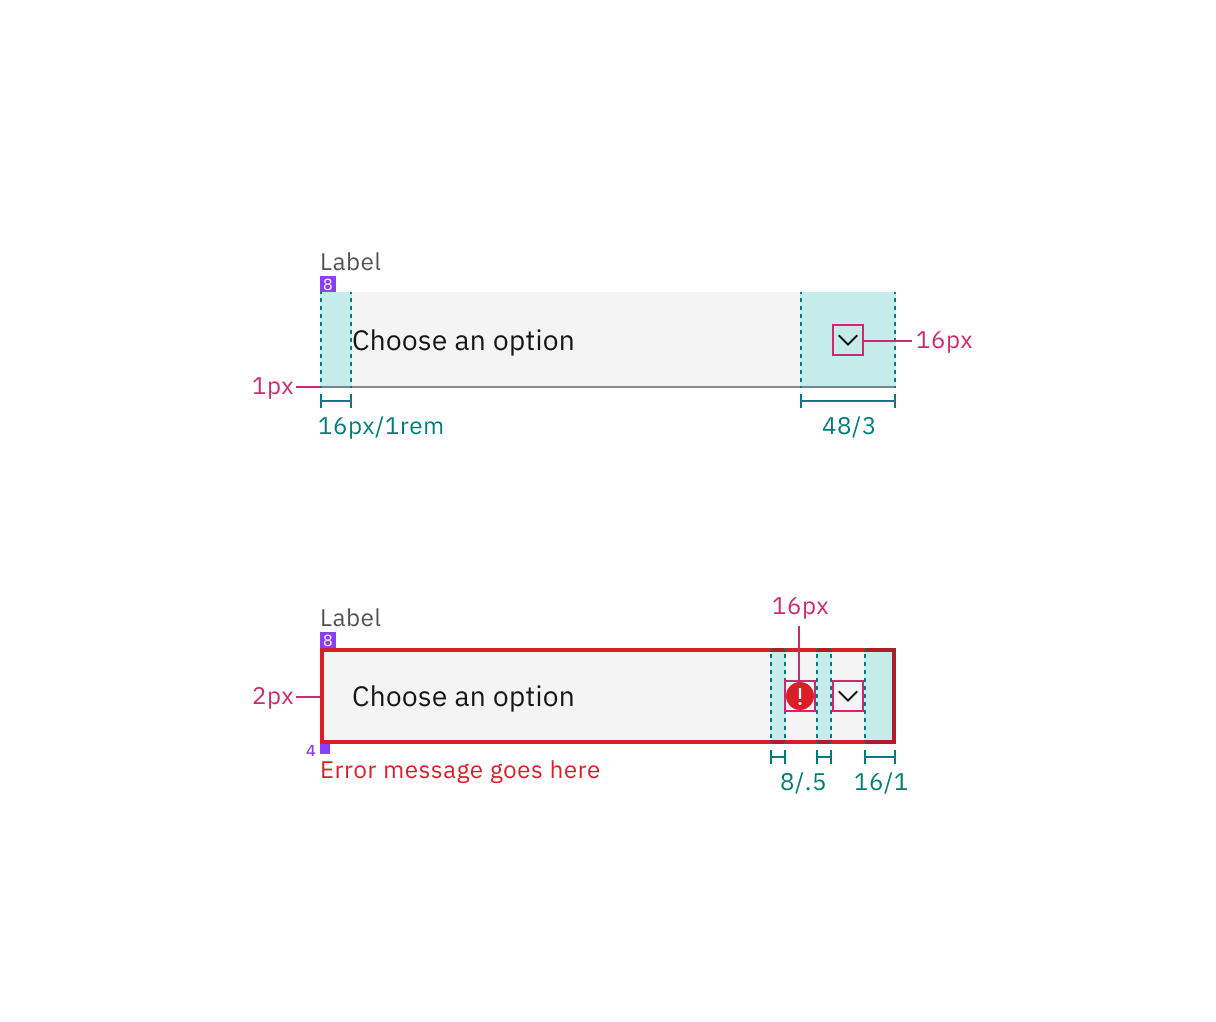 Label
8
Choose an option
16px
1px
16px/1rem
48/3
16px
Label
8
2px
Choose an option
!
4
Error message goes here
8/.5
16/1